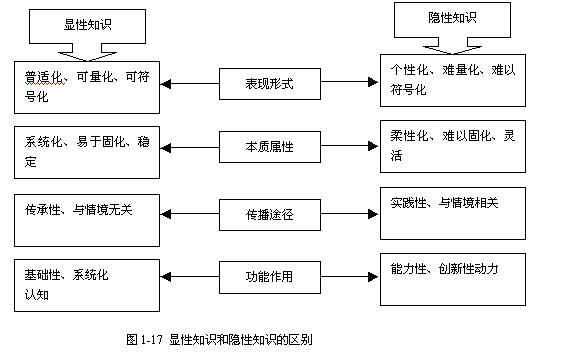 显性知识
隐性知识
普适化、可量化、可符
号化
表现形式
个性化、难量化、难以
符号化
系统化、易于固化、稳
定
本质属性
柔性化、难以固化、灵
活
传承性、与情境无关
传播途径
实践性、与情境相关
基础性、系统化
认知
功能作用
能力性、创新性动力
图 1-17 显性知识和隐性知识的区别